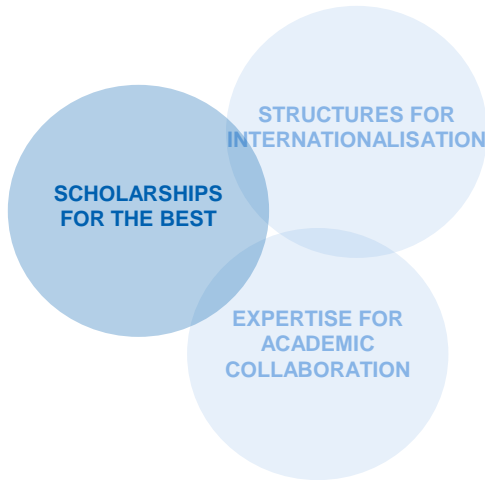 STRUCTURES FOR
INTERNATIONALISATION
SCHOLARSHIPS
FOR THE BEST
EXPERTISE FOR
ACADEMIC
COLLABORATION